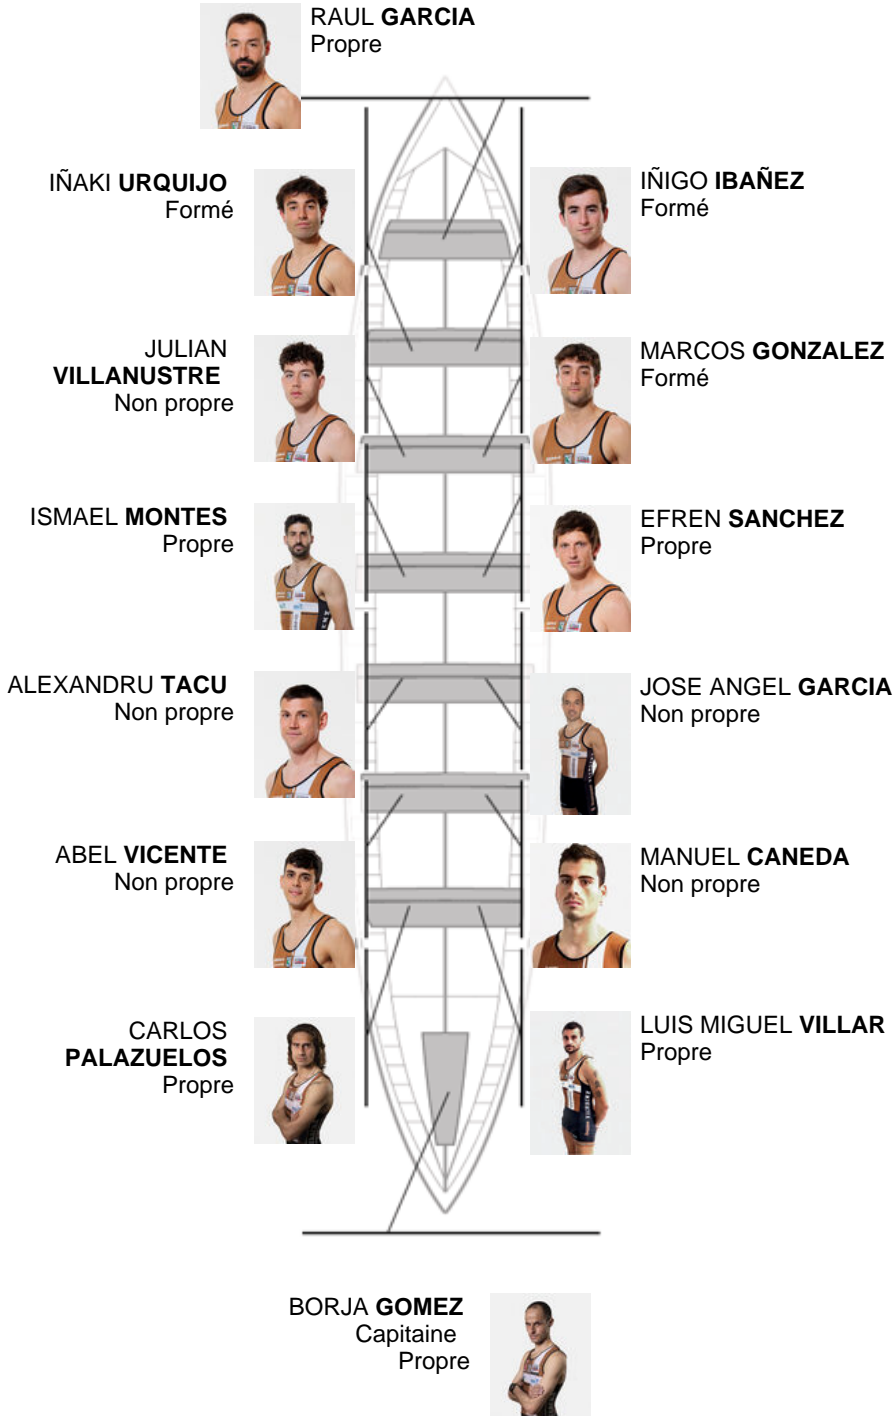 RAUL GARCIA
Propre
IÑAKI URQUIJO
Formé
IÑIGO IBAÑEZ
Formé
JULIAN
VILLANUSTRE
Non propre
MARCOS GONZALEZ
Formé
ISMAEL MONTES
Propre
EFREN SANCHEZ
Propre
ALEXANDRU TACU
Non propre
JOSE ANGEL GARCIA
Non propre
ABEL VICENTE
Non propre
MANUEL CANEDA
Non propre
CARLOS
PALAZUELOS
Propre
LUIS MIGUEL VILLAR
Propre
BORJA GOMEZ
Capitaine
Propre